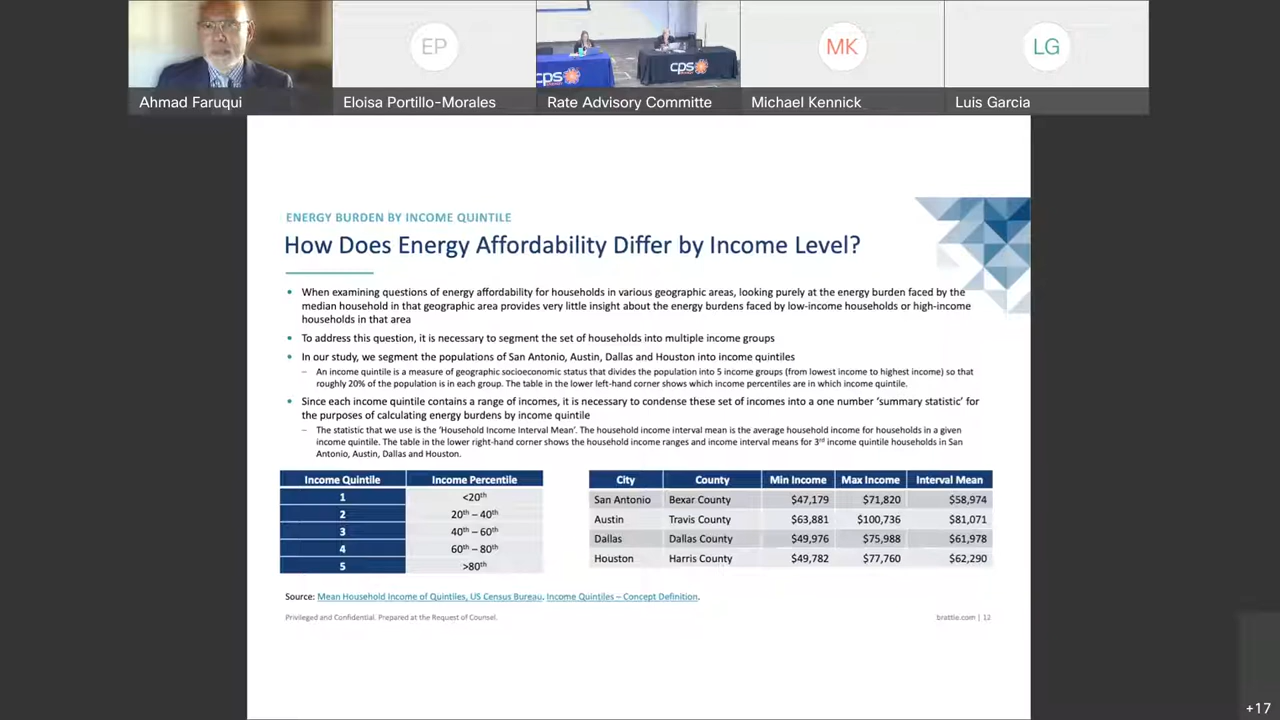 EP
cps
cps
MK
LG
Ahmad Faruqui
Eloisa Portillo-Morales
Rate Advisory Committe
Michael Kennick
Luis Garcia
ENERGY BURDEN BY INCOME QUINTILE
How Does Energy Affordability Differ by Income Level?
• When examining questions of energy affordability for households in various geographic areas, looking purely at the energy burden faced by the
median household in that geographic area provides very little insight about the energy burdens faced by low-income households or high-income
households in that area
• To address this question, it is necessary to segment the set of households into multiple income groups
• In our study, we segment the populations of San Antonio, Austin, Dallas and Houston into income quintiles
– An income quintile is a measure of geographic socioeconomic status that divides the population into 5 income groups (from lowest income to highest income) so that
roughly 20% of the population is in each group. The table in the lower left-hand corner shows which income percentiles are in which income quintile.
• Since each income quintile contains a range of incomes, it is necessary to condense these set of incomes into a one number ‘summary statistic’ for
the purposes of calculating energy burdens by income quintile
– The statistic that we use is the ‘Household Income Interval Mean’. The household income interval mean is the average household income for households in a given
income quintile. The table in the lower right-hand corner shows the household income ranges and income interval means for 3rd income quintile households in San
Antonio, Austin, Dallas and Houston.
Income Quintile Income Percentile
1 <20th
2 20th – 40th
3 40th – 60th
4 60th – 80th
5 >80th
City County Min Income Max Income Interval Mean
San Antonio Bexar County $47,179 $71,820 $58,974
Austin Travis County $63,881 $100,736 $81,071
Dallas Dallas County $49,976 $75,988 $61,978
Houston Harris County $49,782 $77,760 $62,290
Source: Mean Household Income of Quintiles, US Census Bureau. Income Quintiles – Concept Definition.
Privileged and Confidential. Prepared at the Request of Counsel.
brattle.com | 12
+17